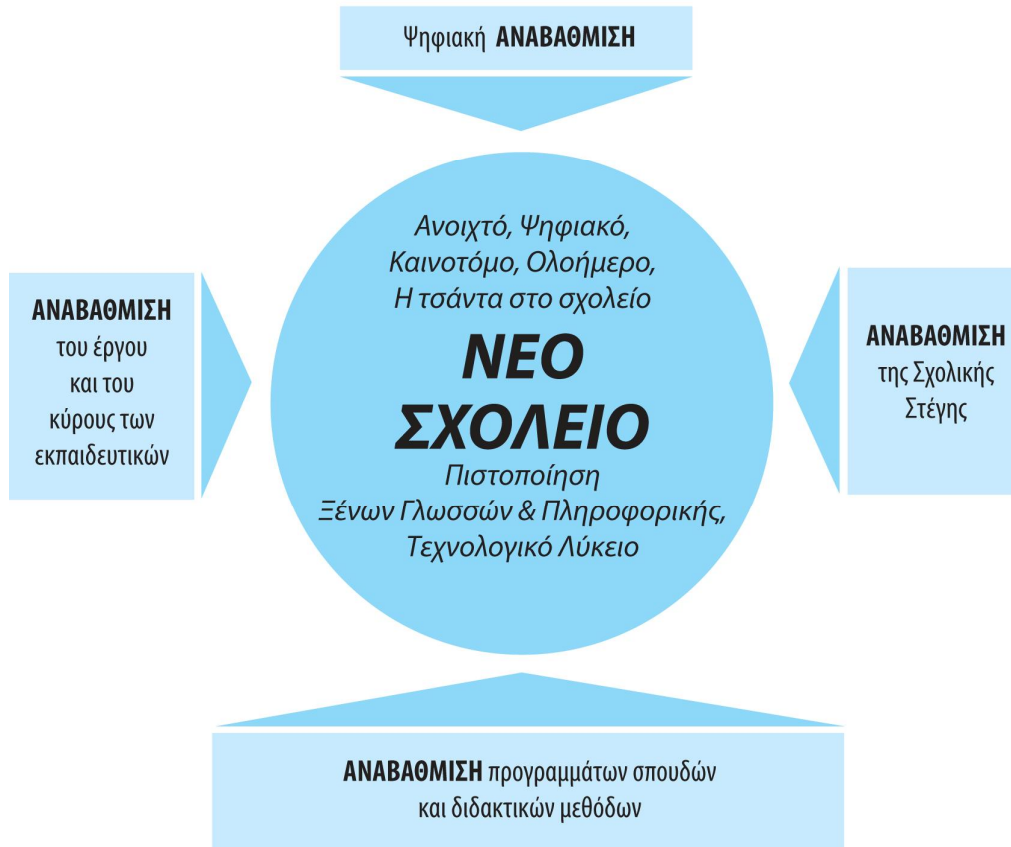 Ψηφιακή ΑΝΑΒΑΘΜΙΣΗ
Ανοιχτό, Ψηφιακό,
Καινοτόμο, Ολοήμερο,
Η τσάντα στο σχολείο
ΝΕΟ
ΣΧΟΛΕΙΟ
Πιστοποίηση
Ξένων Γλωσσών & Πληροφορικής,
Τεχνολογικό Λύκειο
ΑΝΑΒΑΘΜΙΣΗ
του έργου
και του
κύρους των
εκπαιδευτικών
ΑΝΑΒΑΘΜΙΣΗ
της Σχολικής
Στέγης
ΑΝΑΒΑΘΜΙΣΗ προγραμμάτων σπουδών
και διδακτικών μεθόδων